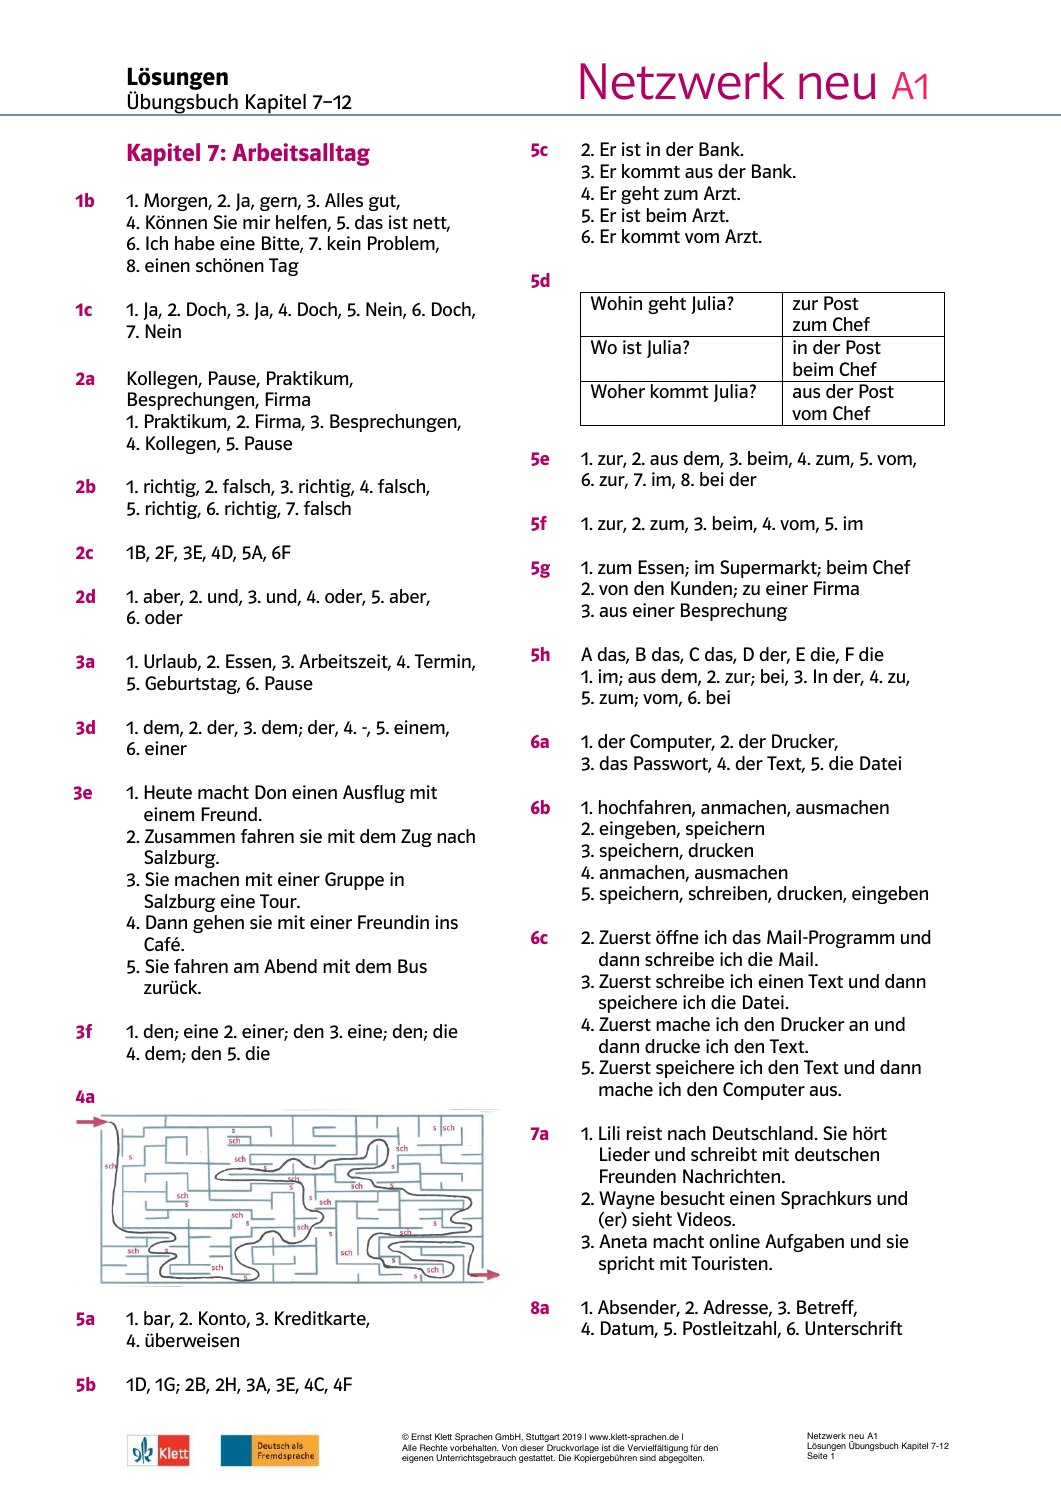 Lösungen
Übungsbuch Kapitel 7–12
Netzwerk neu A1
Kapitel 7: Arbeitsalltag
1b 1. Morgen, 2. Ja, gern, 3. Alles gut,
4. Können Sie mir helfen, 5. das ist nett,
6. Ich habe eine Bitte, 7. kein Problem,
8. einen schönen Tag
1c 1. Ja, 2. Doch, 3. Ja, 4. Doch, 5. Nein, 6. Doch,
7. Nein
2a Kollegen, Pause, Praktikum,
Besprechungen, Firma
1. Praktikum, 2. Firma, 3. Besprechungen,
4. Kollegen, 5. Pause
2b 1. richtig, 2. falsch, 3. richtig, 4. falsch,
5. richtig, 6. richtig, 7. falsch
2c 1B, 2F, 3E, 4D, 5A, 6F
2d 1. aber, 2. und, 3. und, 4. oder, 5. aber,
6. oder
3a 1. Urlaub, 2. Essen, 3. Arbeitszeit, 4. Termin,
5. Geburtstag, 6. Pause
3d 1. dem, 2. der, 3. dem; der, 4. -, 5. einem,
6. einer
3e 1. Heute macht Don einen Ausflug mit
einem Freund.
2. Zusammen fahren sie mit dem Zug nach
Salzburg.
3. Sie machen mit einer Gruppe in
Salzburg eine Tour.
4. Dann gehen sie mit einer Freundin ins
Café.
5. Sie fahren am Abend mit dem Bus
zurück.
3f 1. den; eine 2. einer; den 3. eine; den; die
4. dem; den 5. die
4a
s s sch
sch
sch
s sch
sch s
sch
sch s
sch s sch
s
sch s
sch s
s sch
sch s sch
sch sch
s s
5a 1. bar, 2. Konto, 3. Kreditkarte,
4. überweisen
5b 1D, 1G; 2B, 2H, 3A, 3E, 4C, 4F
5c 2. Er ist in der Bank.
3. Er kommt aus der Bank.
4. Er geht zum Arzt.
5. Er ist beim Arzt.
6. Er kommt vom Arzt.
5d
Wohin geht Julia? zur Post
zum Chef
Wo ist Julia? in der Post
beim Chef
Woher kommt Julia? aus der Post
vom Chef
5e 1. zur, 2. aus dem, 3. beim, 4. zum, 5. vom,
6. zur, 7. im, 8. bei der
5f 1. zur, 2. zum, 3. beim, 4. vom, 5. im
5g 1. zum Essen; im Supermarkt; beim Chef
2. von den Kunden; zu einer Firma
3. aus einer Besprechung
5h A das, B das, C das, D der, E die, F die
1. im; aus dem, 2. zur; bei, 3. In der, 4. zu,
5. zum; vom, 6. bei
6a 1. der Computer, 2. der Drucker,
3. das Passwort, 4. der Text, 5. die Datei
6b 1. hochfahren, anmachen, ausmachen
2. eingeben, speichern
3. speichern, drucken
4. anmachen, ausmachen
5. speichern, schreiben, drucken, eingeben
6c 2. Zuerst öffne ich das Mail-Programm und
dann schreibe ich die Mail.
3. Zuerst schreibe ich einen Text und dann
speichere ich die Datei.
4. Zuerst mache ich den Drucker an und
dann drucke ich den Text.
5. Zuerst speichere ich den Text und dann
mache ich den Computer aus.
7a 1. Lili reist nach Deutschland. Sie hört
Lieder und schreibt mit deutschen
Freunden Nachrichten.
2. Wayne besucht einen Sprachkurs und
(er) sieht Videos.
3. Aneta macht online Aufgaben und sie
spricht mit Touristen.
8a 1. Absender, 2. Adresse, 3. Betreff,
4. Datum, 5. Postleitzahl, 6. Unterschrift
Klett
Deutsch als
Fremdsprache
© Ernst Klett Sprachen GmbH, Stuttgart 2019 | www.klett-sprachen.de |
Alle Rechte vorbehalten. Von dieser Druckvorlage ist die Vervielfältigung für den
eigenen Unterrichtsgebrauch gestattet. Die Kopiergebühren sind abgegolten.
Netzwerk neu A1
Lösungen Übungsbuch Kapitel 7-12
Seite 1